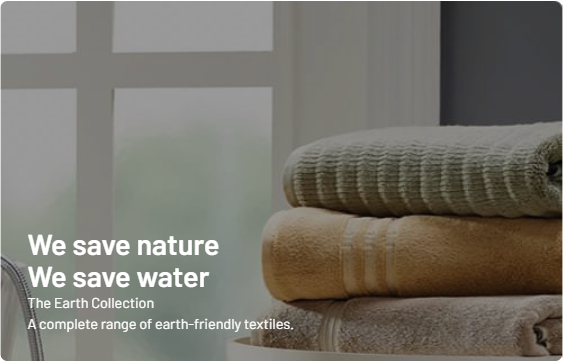 We save nature
We save water
The Earth Collection
A complete range of earth-friendly textiles.